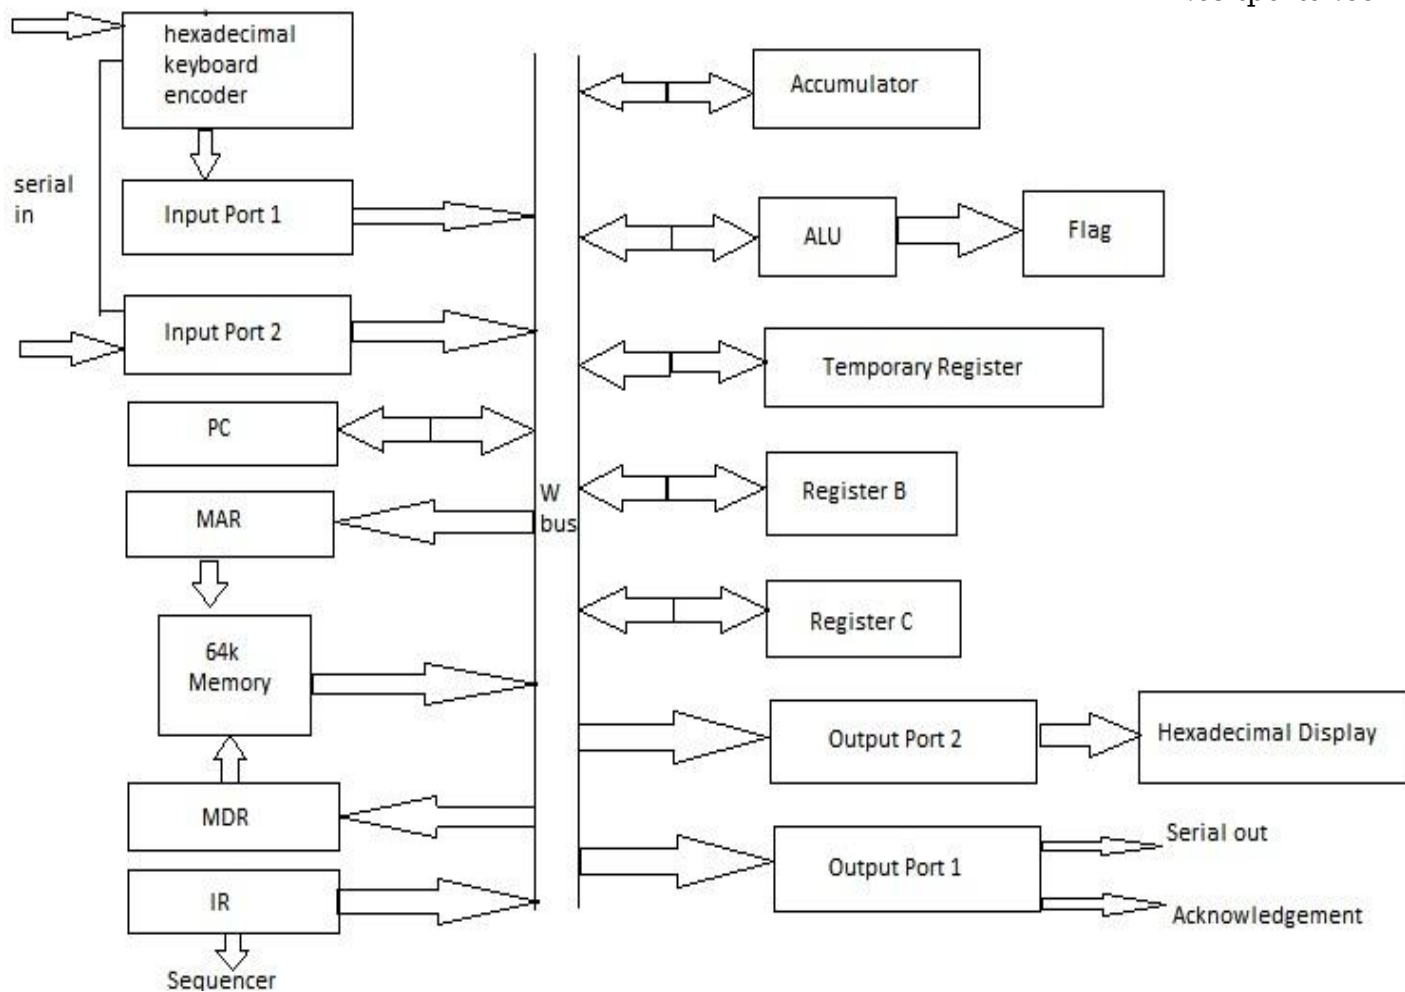 hexadecimal
keyboard
encoder
serial
in
Input Port 1
Input Port 2
PC
MAR
64k
Memory
MDR
IR
Sequencer
W
bus
Accumulator
ALU
Flag
Temporary Register
Register B
Register C
Output Port 2
Hexadecimal Display
Output Port 1
Serial out
Acknowledgement